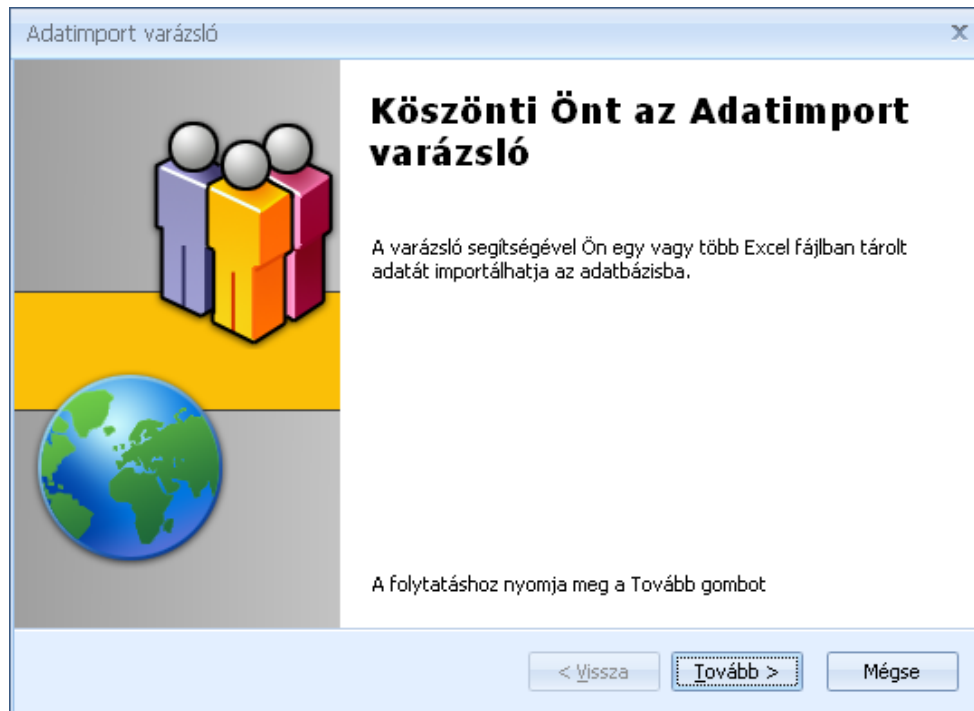 Adatimport varázsló
Köszönti Önt az Adatimport
varázsló
A varázsló segítségével Ön egy vagy több Excel fájlban tárolt
adatát importálhatja az adatbázisba.
A folytatáshoz nyomja meg a Tovább gombot
< Vissza
Tovább >
Mégse